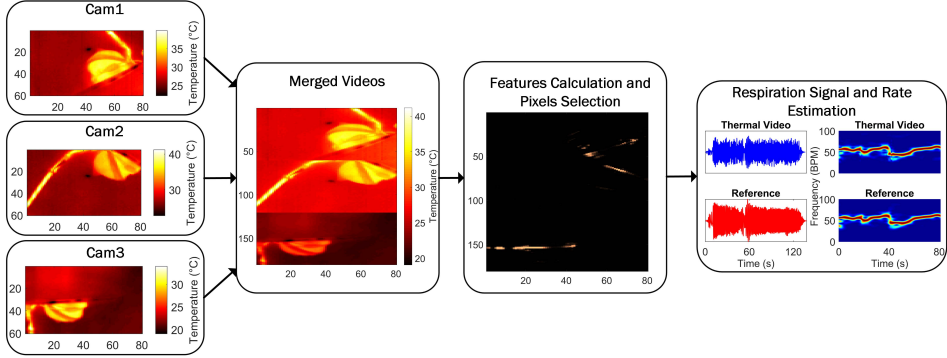 Cam1
20
40
60
20 40 60 80
35
30
25
Temperature (°C)
Cam2
20
40
60
20 40 60 80
40
35
30
25
Temperature (°C)
Cam3
20
40
60
20 40 60 80
30
25
20
Temperature (°C)
Merged Videos
50
100
150
20 40 60 80
40
35
30
25
20
Temperature (°C)
Features Calculation and
Pixels Selection
50
100
150
20 40 60 80
Respiration Signal and Rate
Estimation
Thermal Video
Reference
0 60 120
Time (s)
Thermal Video
100
50
0
Reference
100
50
0
Frequency (BPM)
0 40 80
Time (s)